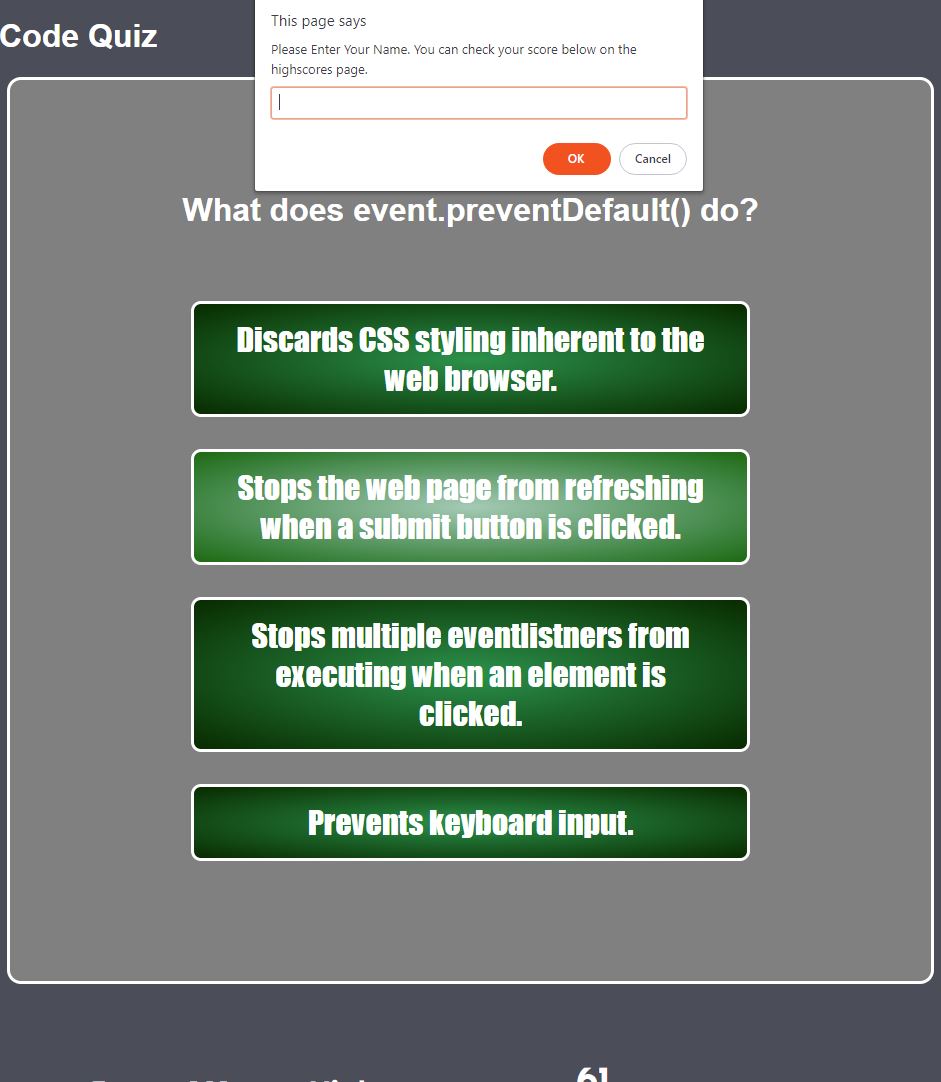 This page says
Please Enter Your Name. You can check your score below on the
highscores page.
OK
Cancel
Code Quiz
What does event.preventDefault() do?
Discards CSS styling inherent to the
web browser.
Stops the web page from refreshing
when a submit button is clicked.
Stops multiple eventlistners from
executing when an element is
clicked.
Prevents keyboard input.
61